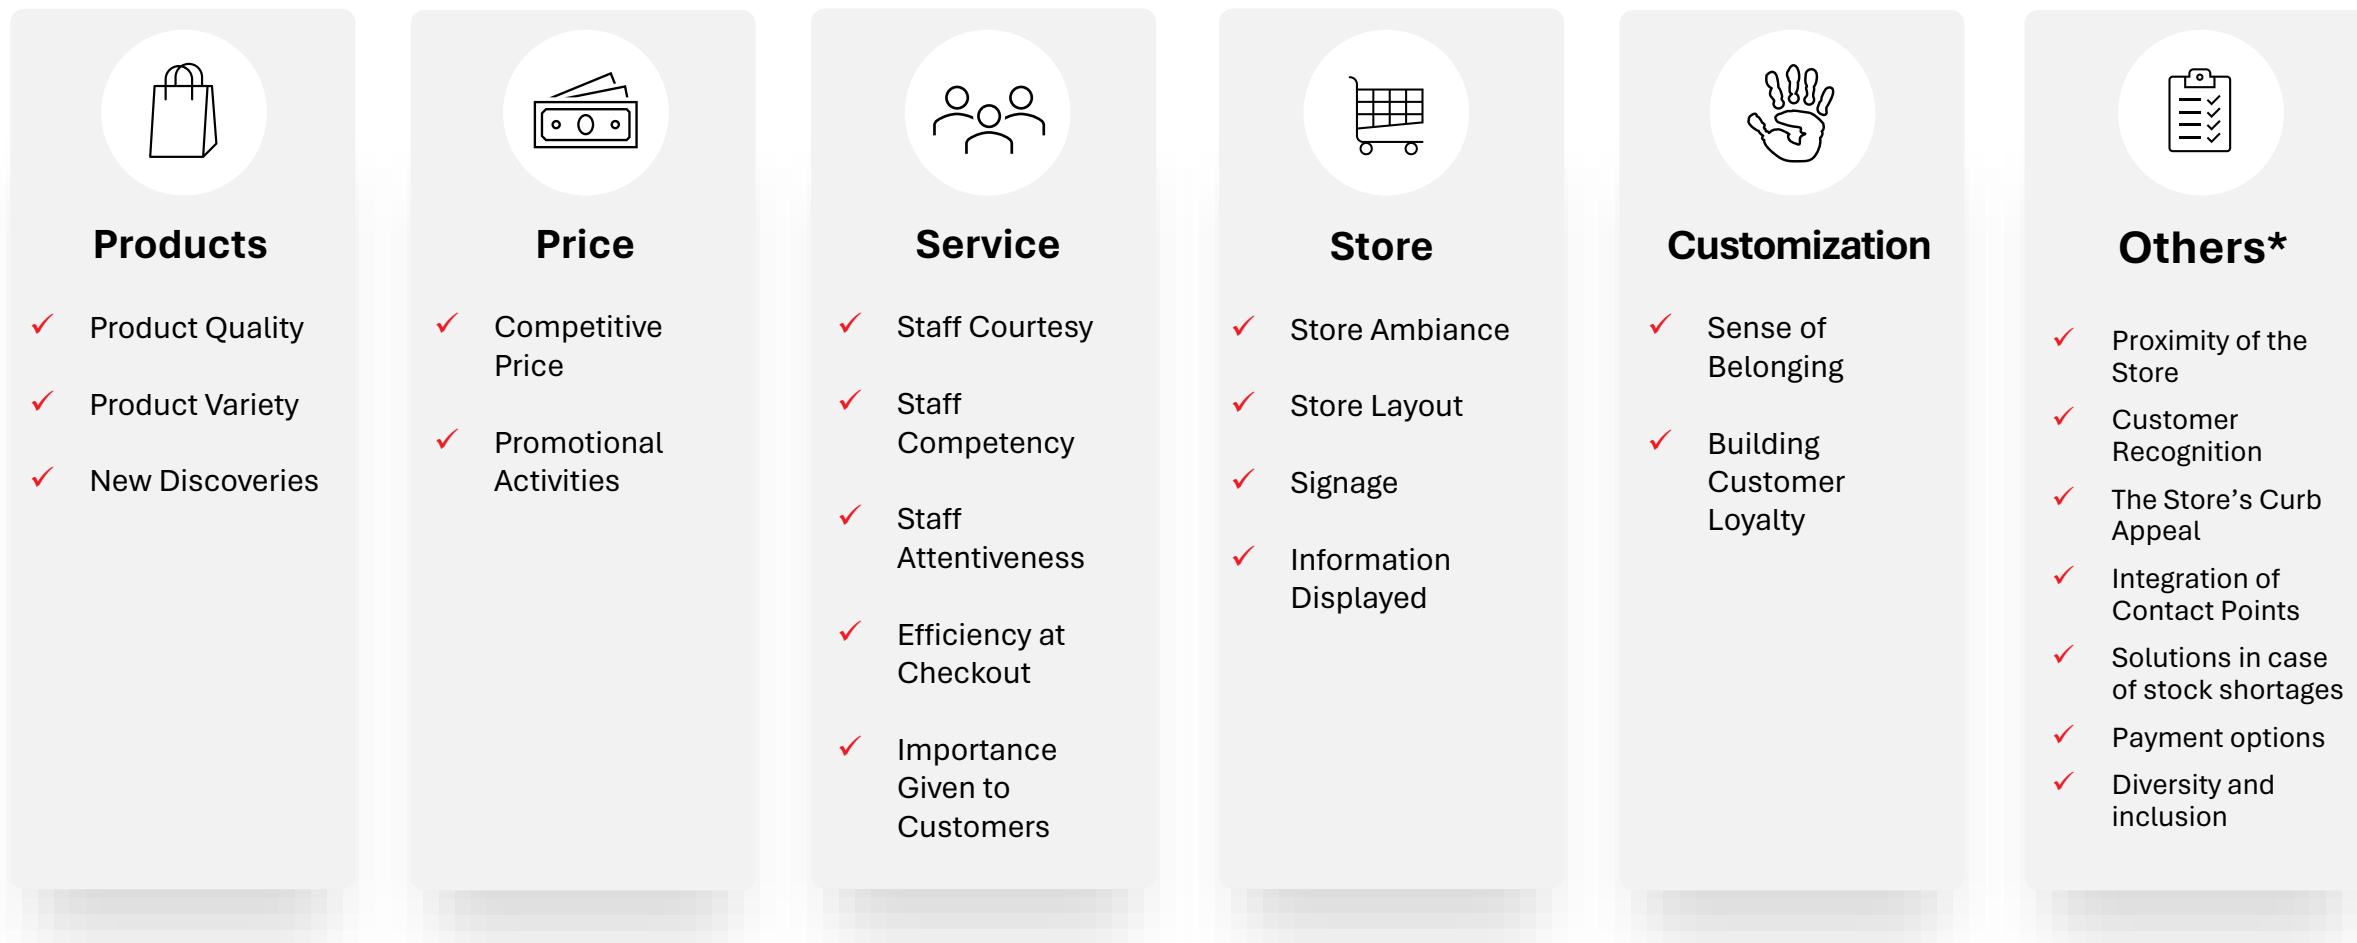 Products
Product Quality
Product Variety
New Discoveries
Price
Competitive
Price
Promotional
Activities
Service
Staff Courtesy
Staff
Competency
Staff
Attentiveness
Efficiency at
Checkout
Importance
Given to
Customers
Store
Store Ambiance
Store Layout
Signage
Information
Displayed
Customization
Sense of
Belonging
Building
Customer
Loyalty
Others*
Proximity of the
Store
Customer
Recognition
The Store’s Curb
Appeal
Integration of
Contact Points
Solutions in case
of stock shortages
Payment options
Diversity and
inclusion